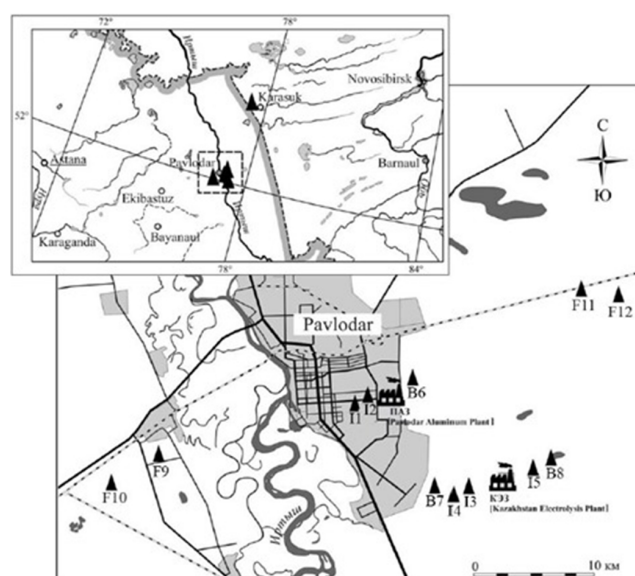 72°
78°
Иртыш
Novosibirsk
Karasuk
52°
Astana
Pavlodar
Barnaul
Ekibastuz
Bayanaul
Karaganda
78°
84°
С
Ю
Pavlodar
F11
F12
B6
ПАЗ
[Pavlodar Aluminum Plant]
I1
I2
F9
F10
B7
I4
I3
КЭЗ
[Kazakhstan Electrolysis Plant]
I5
B8
Иртыш
0
10 км